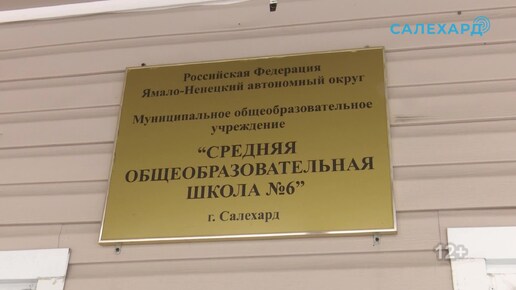 САЛЕХАРД
Российская Федерация
Ямало-Ненецкий автономный округ
Муниципальное общеобразовательное
учреждение
“СРЕДНЯЯ
ОБЩЕОБРАЗОВАТЕЛЬНАЯ
ШКОЛА №6”
г. Салехард
12+